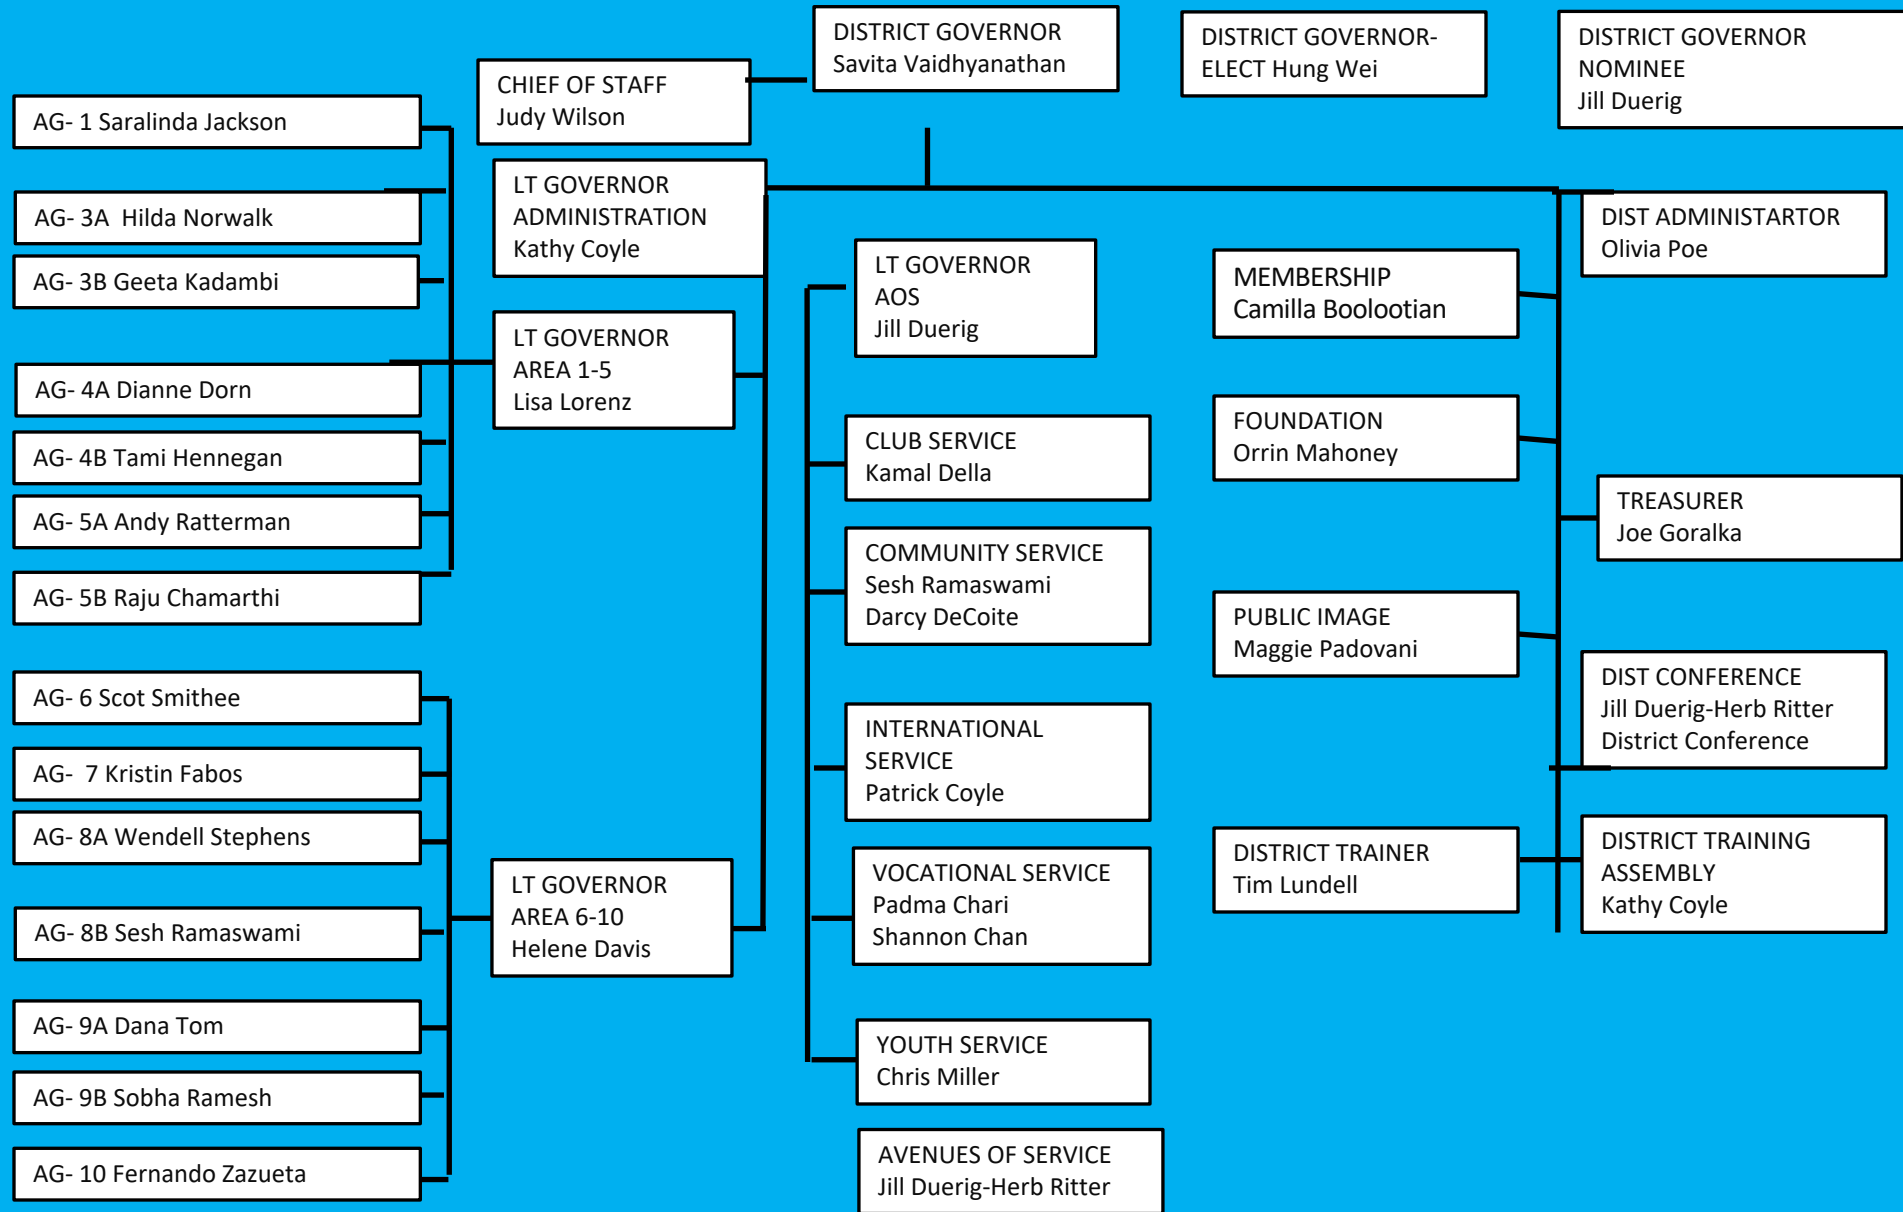 DISTRICT GOVERNOR
Savita Vaidhyanathan
DISTRICT GOVERNOR-
ELECT Hung Wei
DISTRICT GOVERNOR
NOMINEE
Jill Duerig
CHIEF OF STAFF
Judy Wilson
AG- 1 Saralinda Jackson
AG- 3A  Hilda Norwalk
AG- 3B Geeta Kadambi
AG- 4A Dianne Dorn
AG- 4B Tami Hennegan
AG- 5A Andy Ratterman
AG- 5B Raju Chamarthi
AG- 6 Scot Smithee
AG-  7 Kristin Fabos
AG- 8A Wendell Stephens
AG- 8B Sesh Ramaswami
AG- 9A Dana Tom
AG- 9B Sobha Ramesh
AG- 10 Fernando Zazueta
LT GOVERNOR
ADMINISTRATION
Kathy Coyle
LT GOVERNOR
AREA 1-5
Lisa Lorenz
LT GOVERNOR
AREA 6-10
Helene Davis
LT GOVERNOR
AOS
Jill Duerig
CLUB SERVICE
Kamal Della
COMMUNITY SERVICE
Sesh Ramaswami
Darcy DeCoite
INTERNATIONAL
SERVICE
Patrick Coyle
VOCATIONAL SERVICE
Padma Chari
Shannon Chan
YOUTH SERVICE
Chris Miller
AVENUES OF SERVICE
Jill Duerig-Herb Ritter
MEMBERSHIP
Camilla Boolootian
FOUNDATION
Orrin Mahoney
PUBLIC IMAGE
Maggie Padovani
DISTRICT TRAINER
Tim Lundell
DIST ADMINISTARTOR
Olivia Poe
TREASURER
Joe Goralka
DIST CONFERENCE
Jill Duerig-Herb Ritter
District Conference
DISTRICT TRAINING
ASSEMBLY
Kathy Coyle